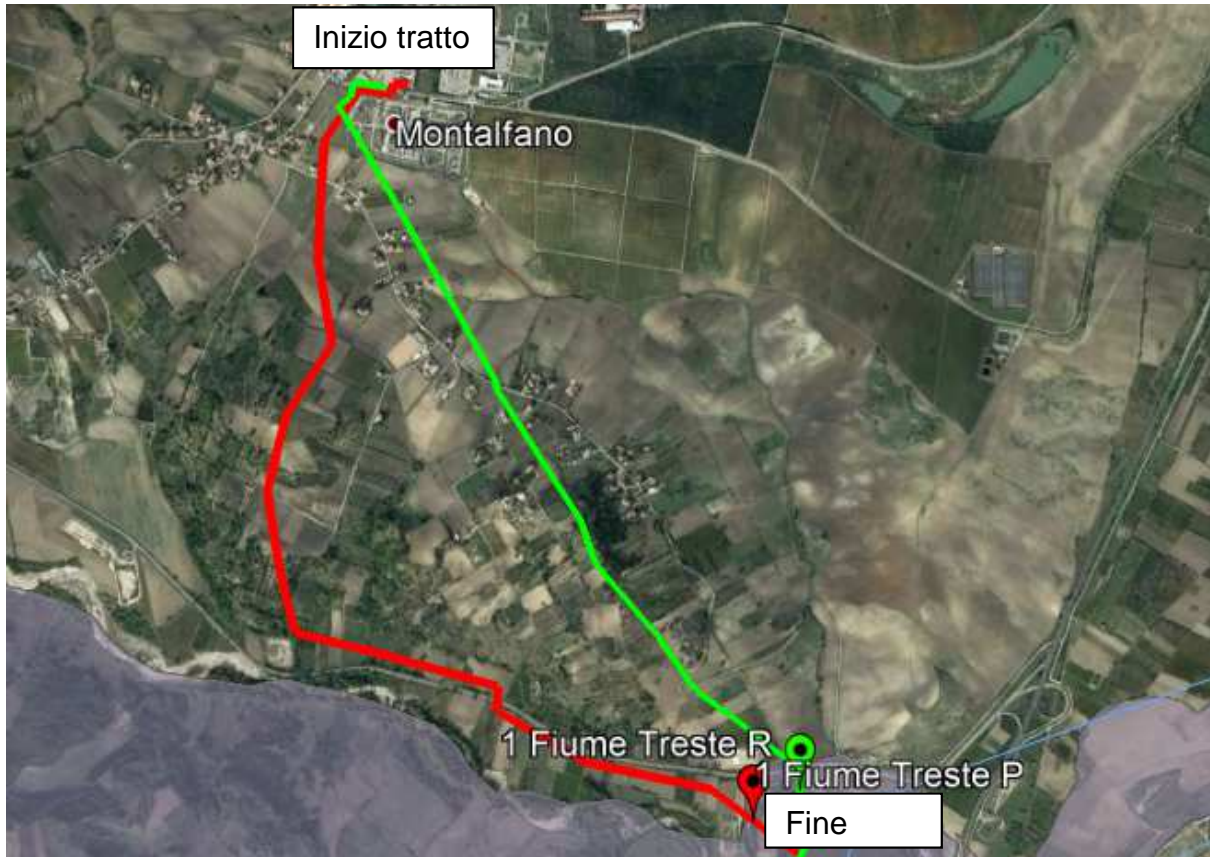 Inizio tratto
Montalfano
1 Fiume Treste R
1 Fiume Treste P
Fine